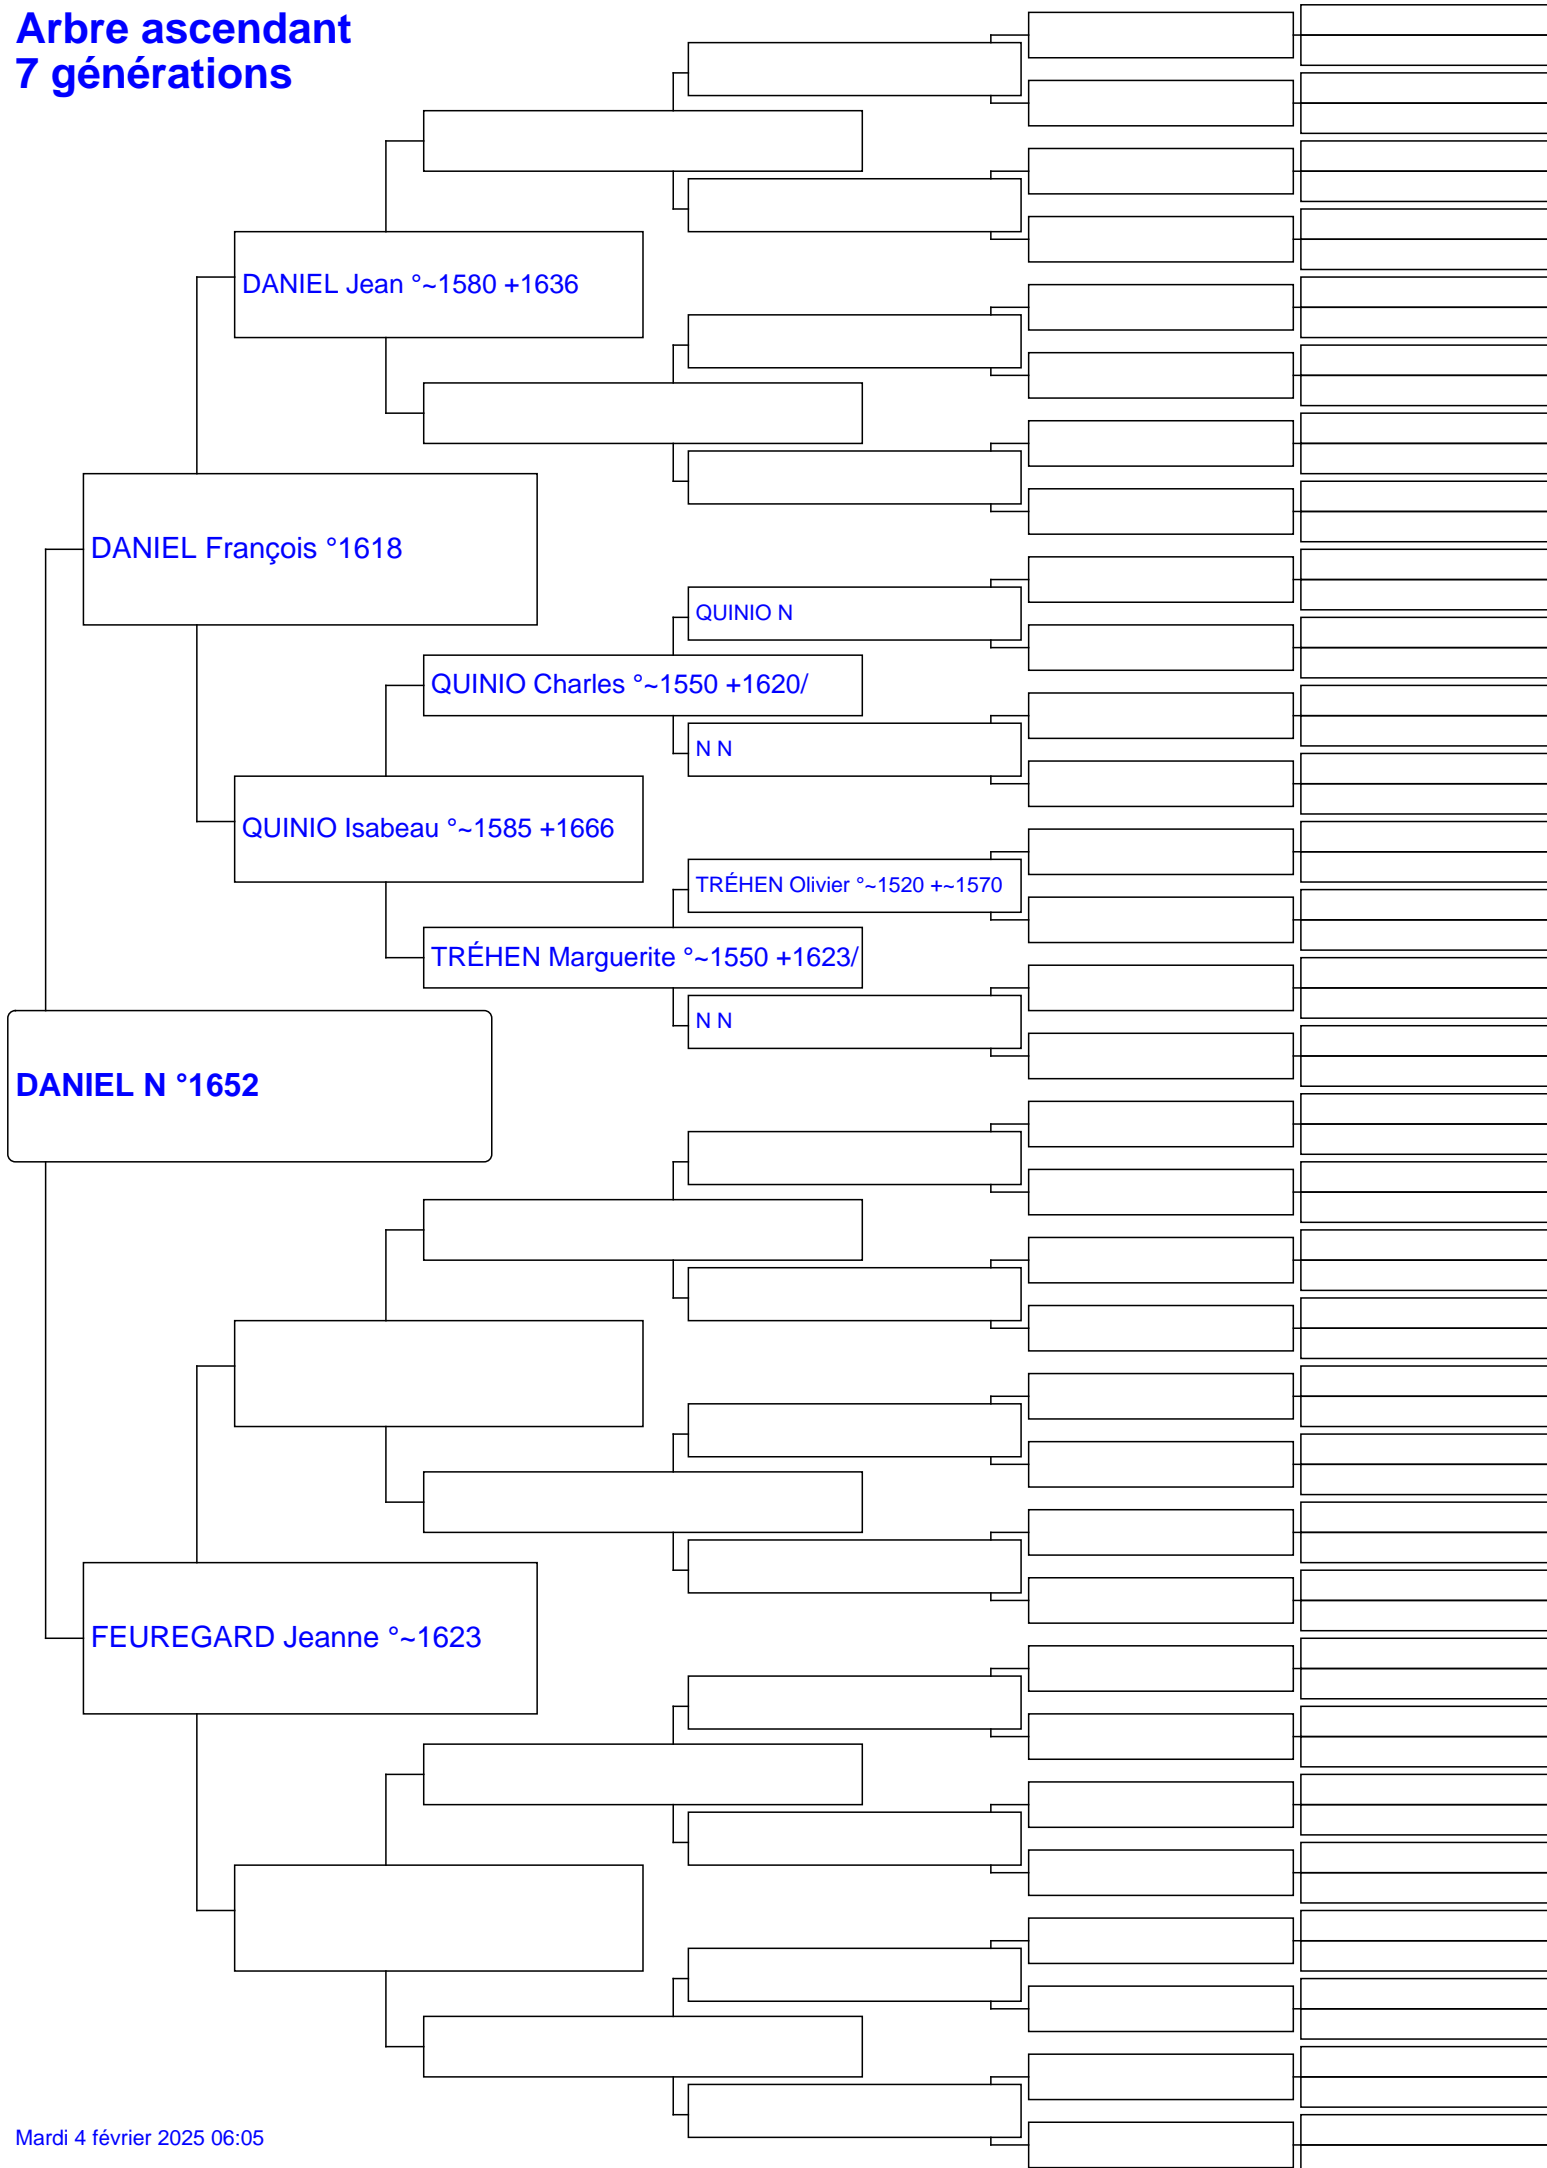 Arbre ascendant
7 générations
DANIEL Jean °~1580 +1636
DANIEL François °1618
QUINIO N
QUINIO Charles °~1550 +1620/
N N
QUINIO Isabeau °~1585 +1666
TRÉHEN Olivier °~1520 +~1570
TRÉHEN Marguerite °~1550 +1623/
N N
DANIEL N °1652
FEUREGARD Jeanne °~1623
Mardi 4 février 2025 06:05